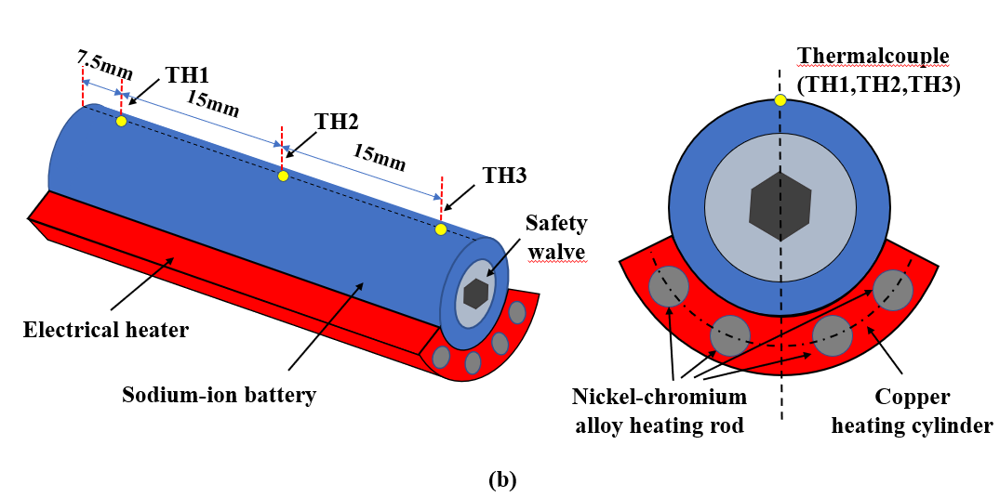 7.5mm
TH1
15mm
TH2
15mm
TH3
Safety
walve
Electrical heater
Sodium-ion battery
Thermalcouple
(TH1,TH2,TH3)
Nickel-chromium
alloy heating rod
Copper
heating cylinder
(b)